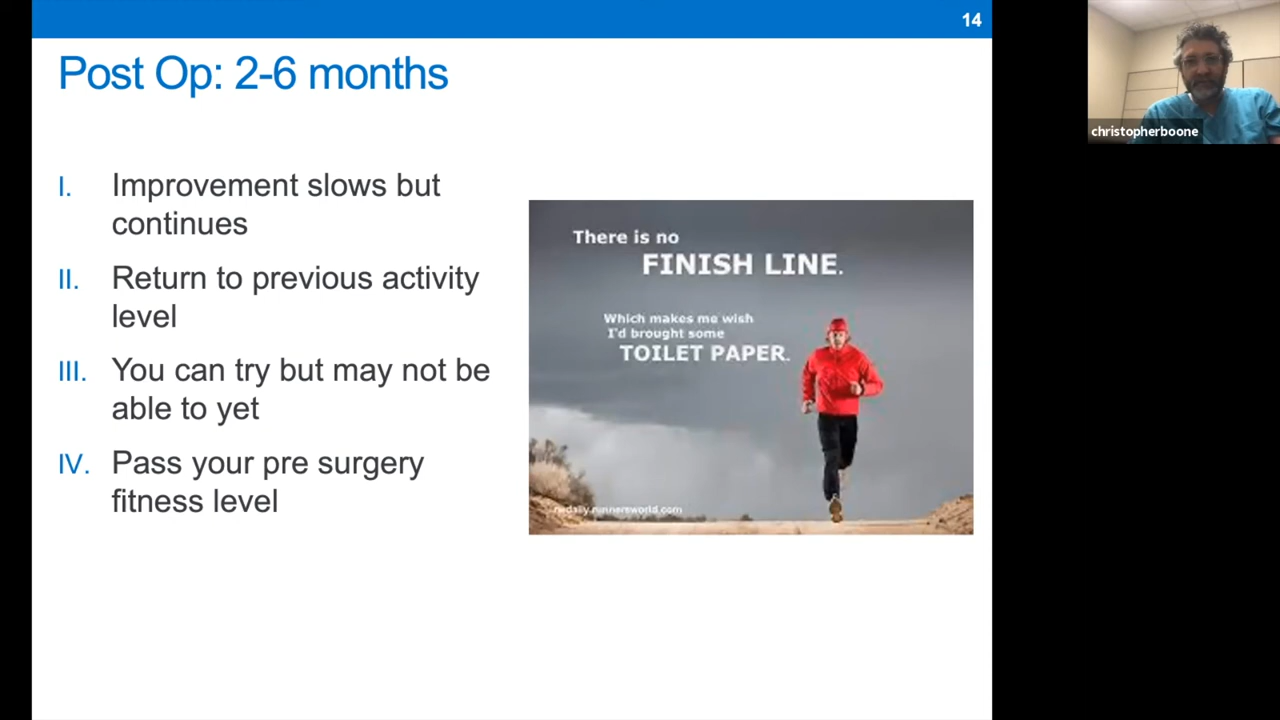 14
Post Op: 2-6 months
I. Improvement slows but
continues
II. Return to previous activity
level
III. You can try but may not be
able to yet
IV. Pass your pre surgery
fitness level
There is no
FINISH LINE.
Which makes me wish
I'd brought some
TOILET PAPER.
rwdaily.runnersworld.com
christopherboone